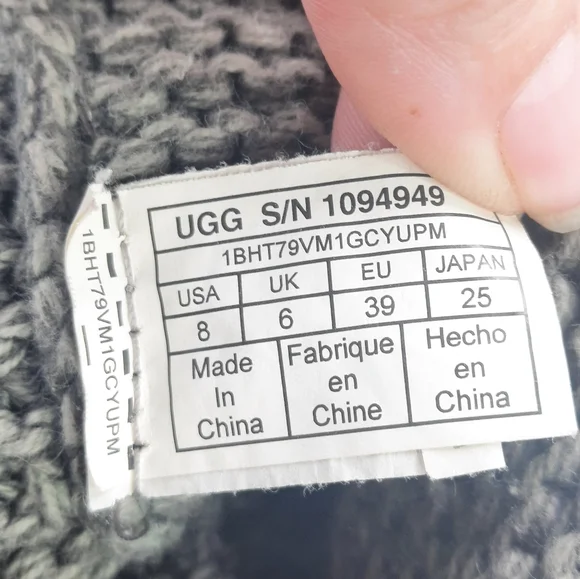 UGG S/N 1094949
1BHT79VM1GCYUPM
USA UK EU JAPAN
8 6 39 25
Made In China
Fabrique en Chine
Hecho en China
1BHT79VM1GCYUPM